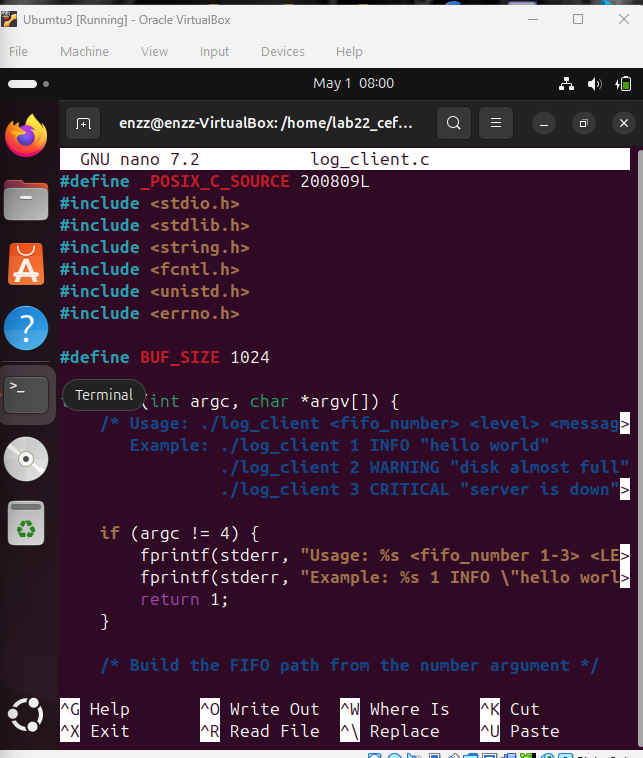 Ubumtu3 [Running] - Oracle VirtualBox
File Machine View Input Devices Help
May 1 08:00
enzz@enzz-VirtualBox: /home/lab22_cef...
GNU nano 7.2 log_client.c
#define _POSIX_C_SOURCE 200809L
#include <stdio.h>
#include <stdlib.h>
#include <string.h>
#include <fcntl.h>
#include <unistd.h>
#include <errno.h>
#define BUF_SIZE 1024
Terminal
(int argc, char *argv[]) {
/* Usage: ./log_client <fifo_number> <level> <messag>
Example: ./log_client 1 INFO "hello world"
./log_client 2 WARNING "disk almost full"
./log_client 3 CRITICAL "server is down">
if (argc != 4) {
fprintf(stderr, "Usage: %s <fifo_number 1-3> <LE>
fprintf(stderr, "Example: %s 1 INFO \"hello worl>
return 1;
}
/* Build the FIFO path from the number argument */
^G Help ^O Write Out ^W Where Is ^K Cut
^X Exit ^R Read File ^\ Replace ^U Paste